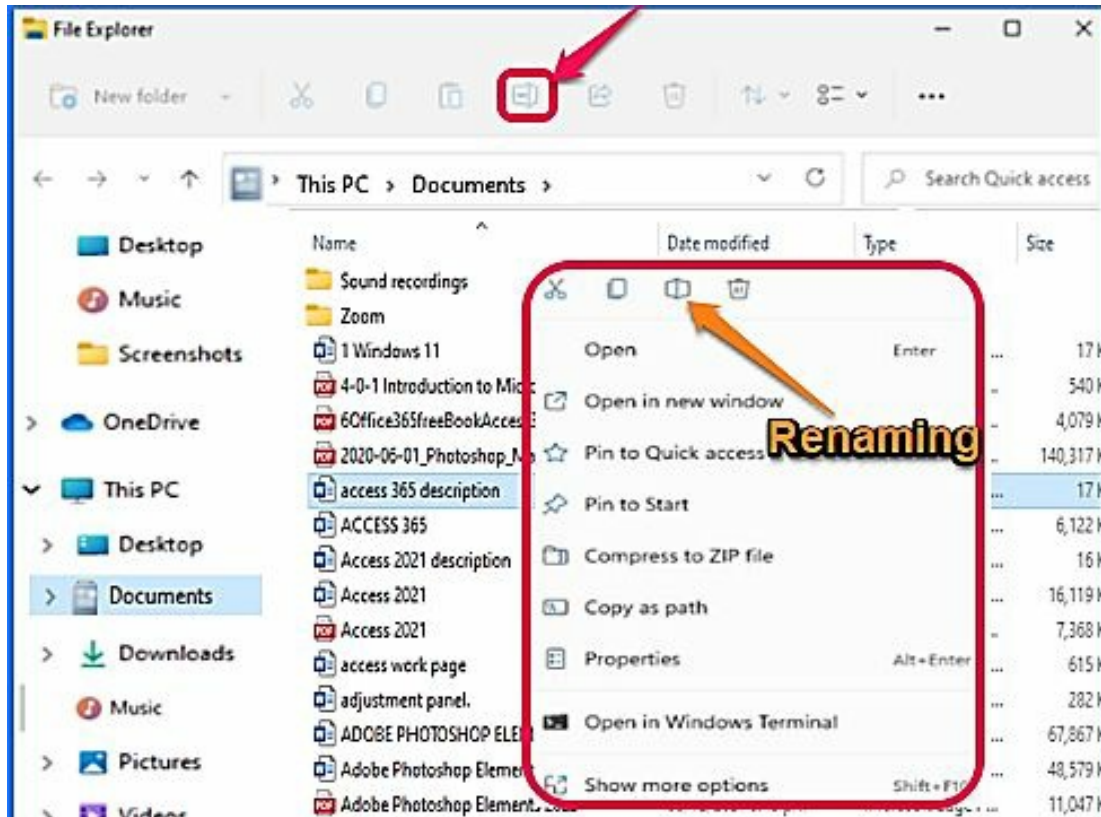 File Explorer
New folder
This PC > Documents >
Search Quick access
Name Date modified Type Size
Desktop
Music
Screenshots
OneDrive
This PC
Desktop
Documents
Downloads
Music
Pictures
Videos
Sound recordings
Zoom
1 Windows 11
4-0-1 Introduction to Mic
6Office365freeBookAcces
2020-06-01_Photoshop_
access 365 description
ACCESS 365
Access 2021 description
Access 2021
Access 2021
access work page
adjustment panel.
ADOBE PHOTOSHOP ELE
Adobe Photoshop Element
Adobe Photoshop Elements
Open Enter
Open in new window
Pin to Quick access
Renaming
Pin to Start
Compress to ZIP file
Copy as path
Properties Alt+Enter
Open in Windows Terminal
Show more options Shift+F10
17
540
4,079
140,317
17
6,122
16
16,119
7,368
615
282
67,867
48,579
11,047